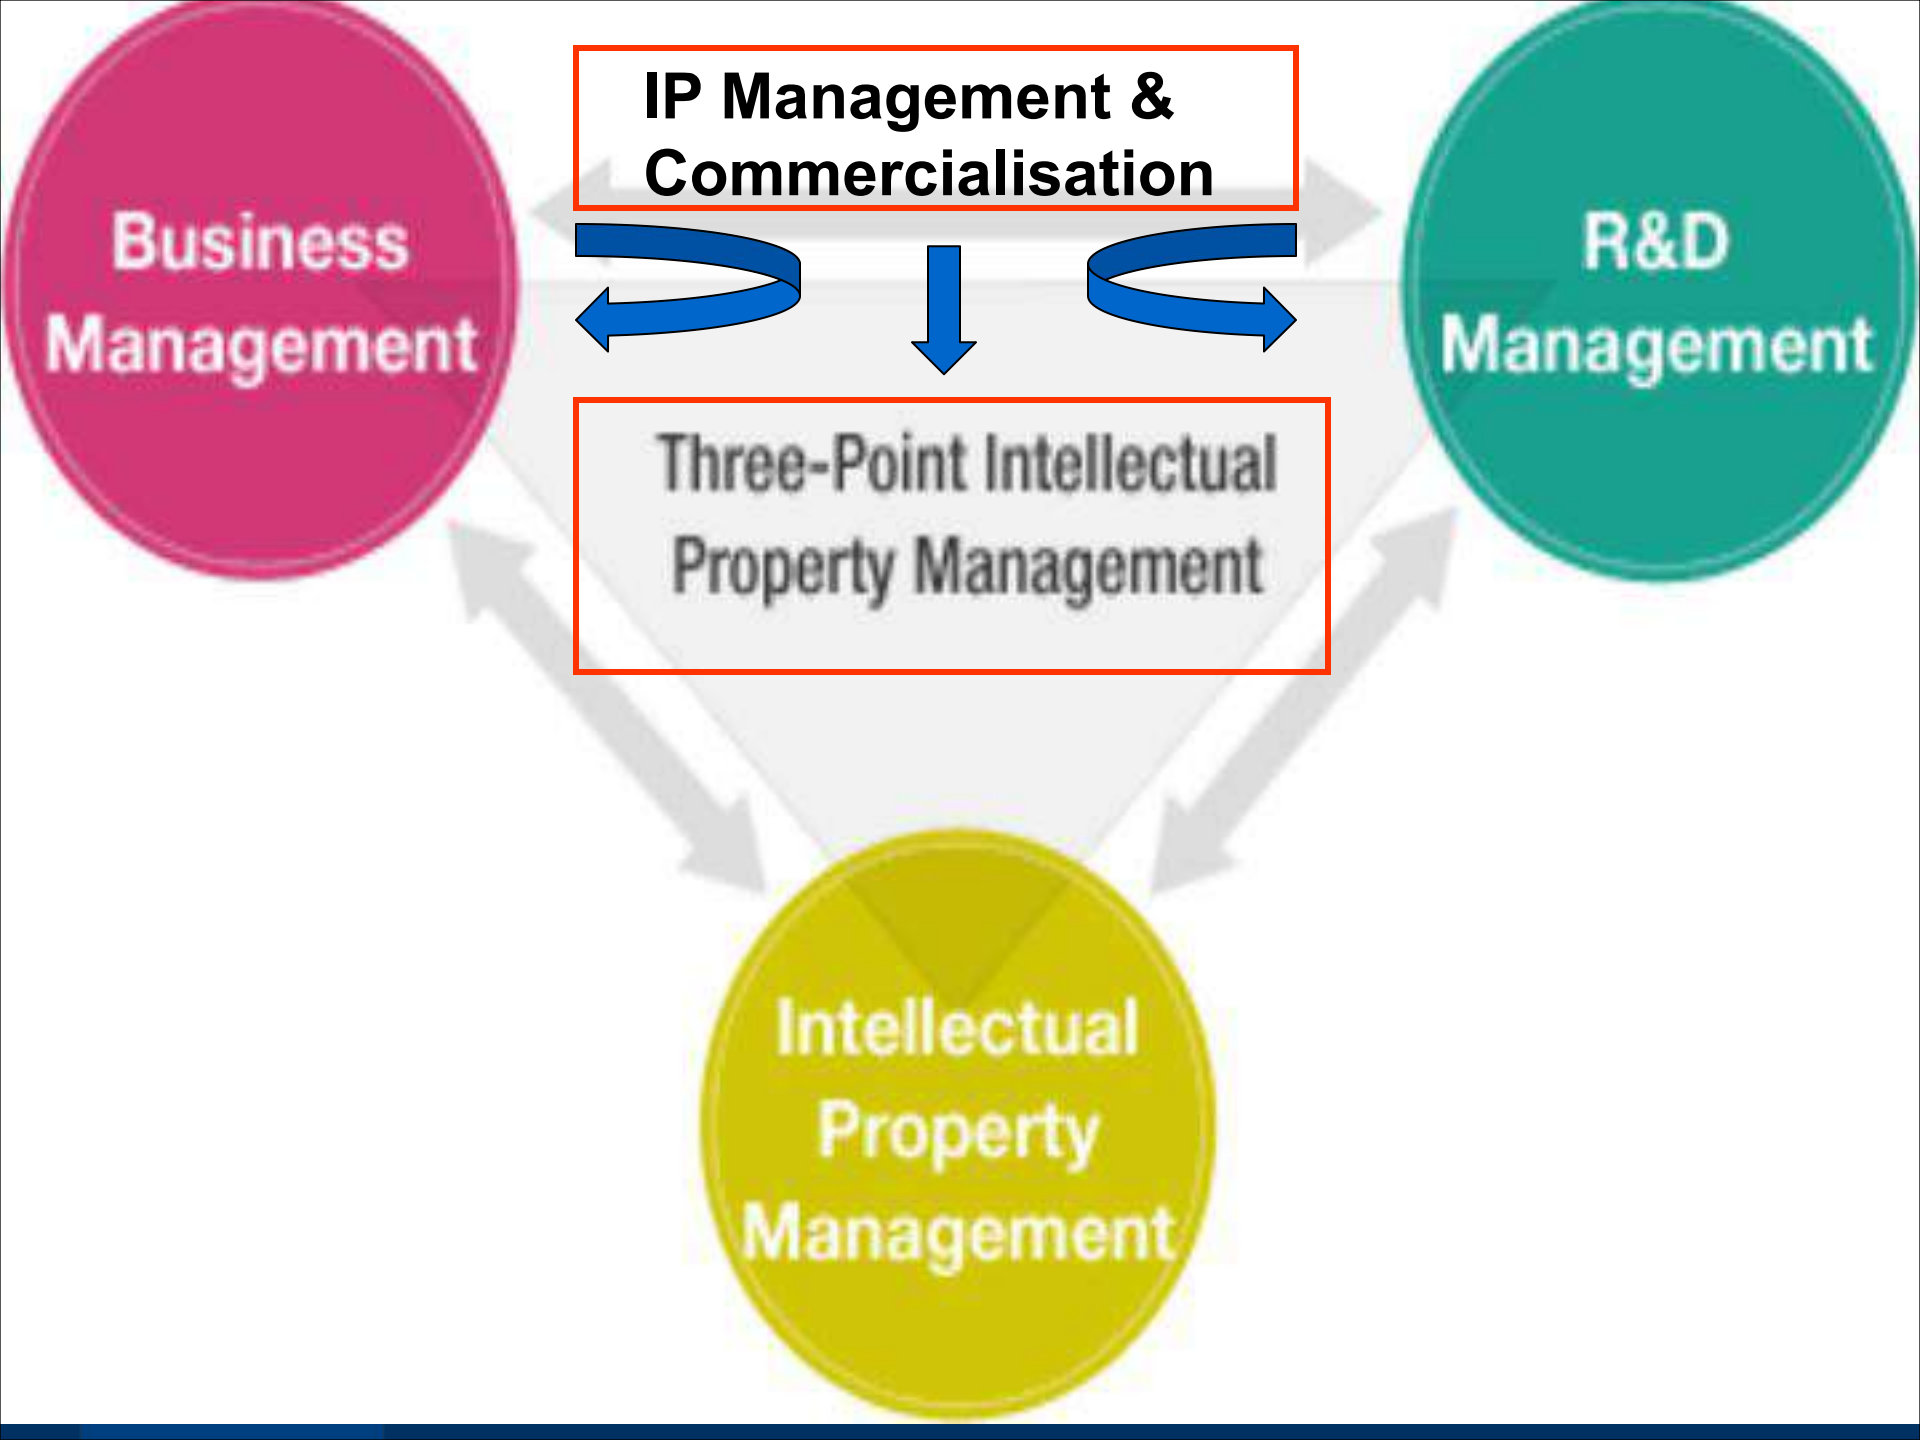 IP Management &
Commercialisation
Business
Management
R&D
Management
Three-Point Intellectual
Property Management
Intellectual
Property
Management